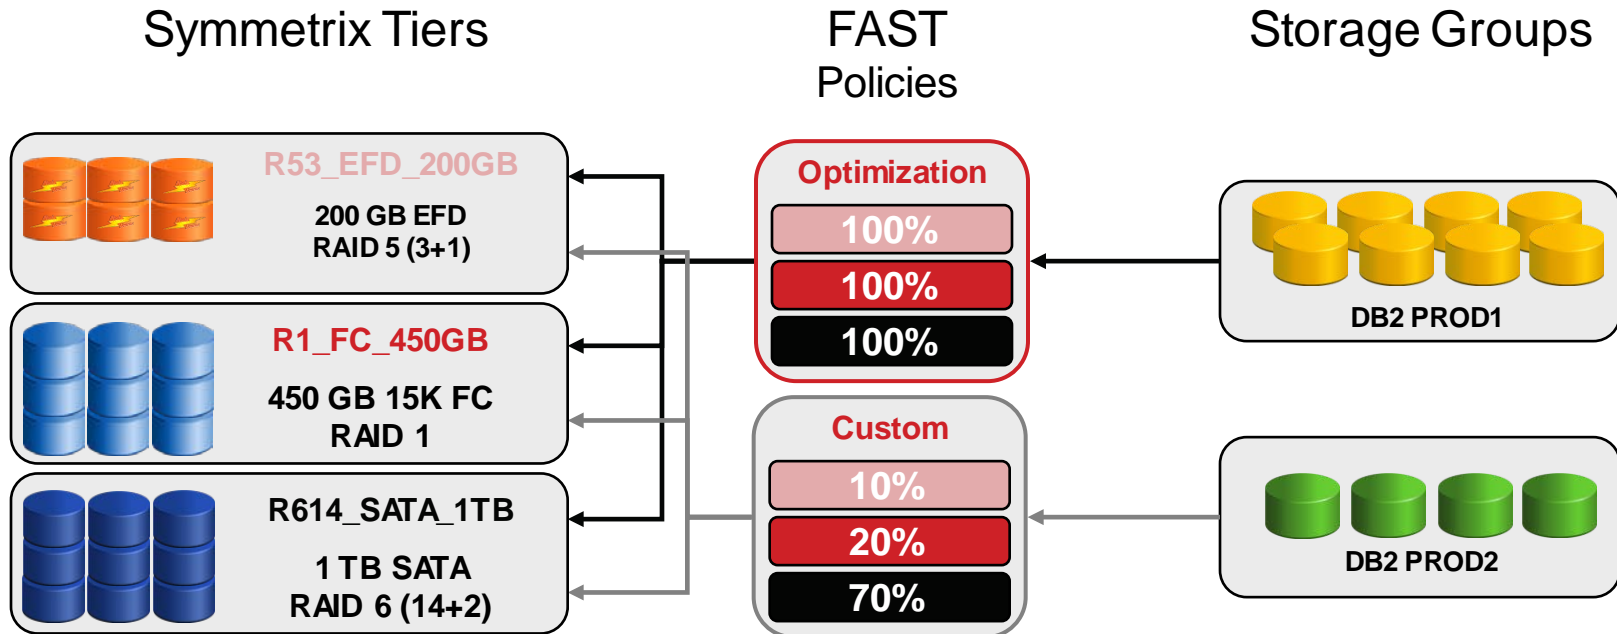 Symmetrix Tiers
FAST
Policies
Storage Groups
R53_EFD_200GB
200 GB EFD
RAID 5 (3+1)
R1_FC_450GB
450 GB 15K FC
RAID 1
R614_SATA_1TB
1 TB SATA
RAID 6 (14+2)
Optimization
100%
100%
100%
Custom
10%
20%
70%
DB2 PROD1
DB2 PROD2